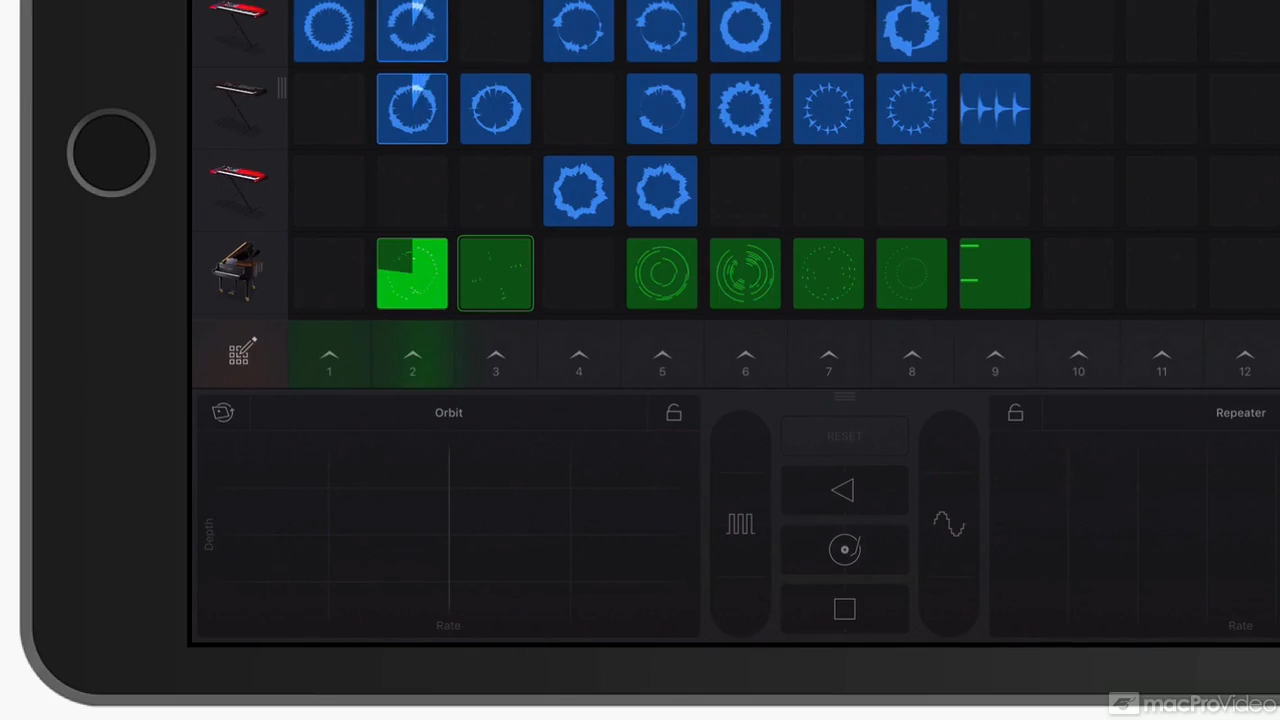 1 2 3 4 5 6 7 8 9 10 11 12
Orbit
Repeater
RESET
Depth
Rate
Rate
macProVideo